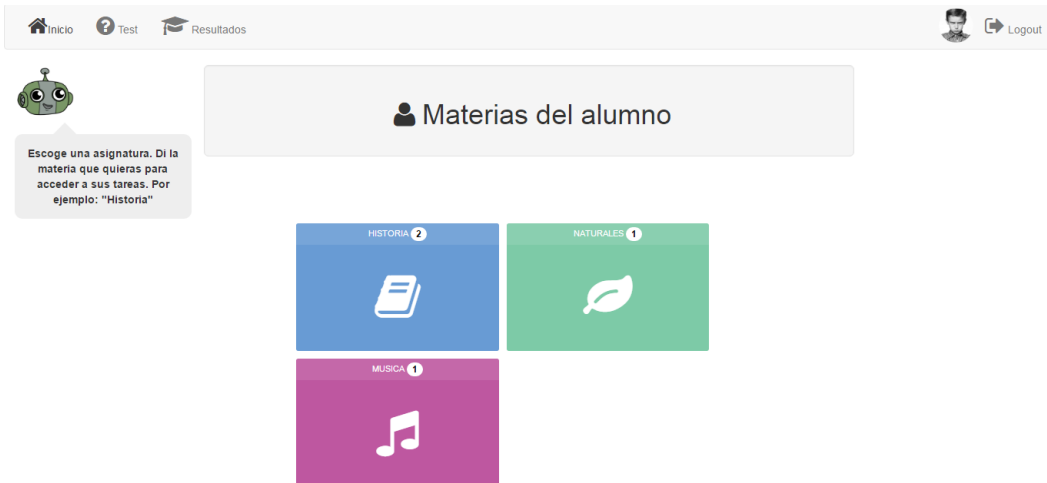 Inicio Test Resultados Logout
Materias del alumno
Escoge una asignatura. Di la
materia que quieras para
acceder a sus tareas. Por
ejemplo: "Historia"
HISTORIA 2
NATURALES 1
MUSICA 1